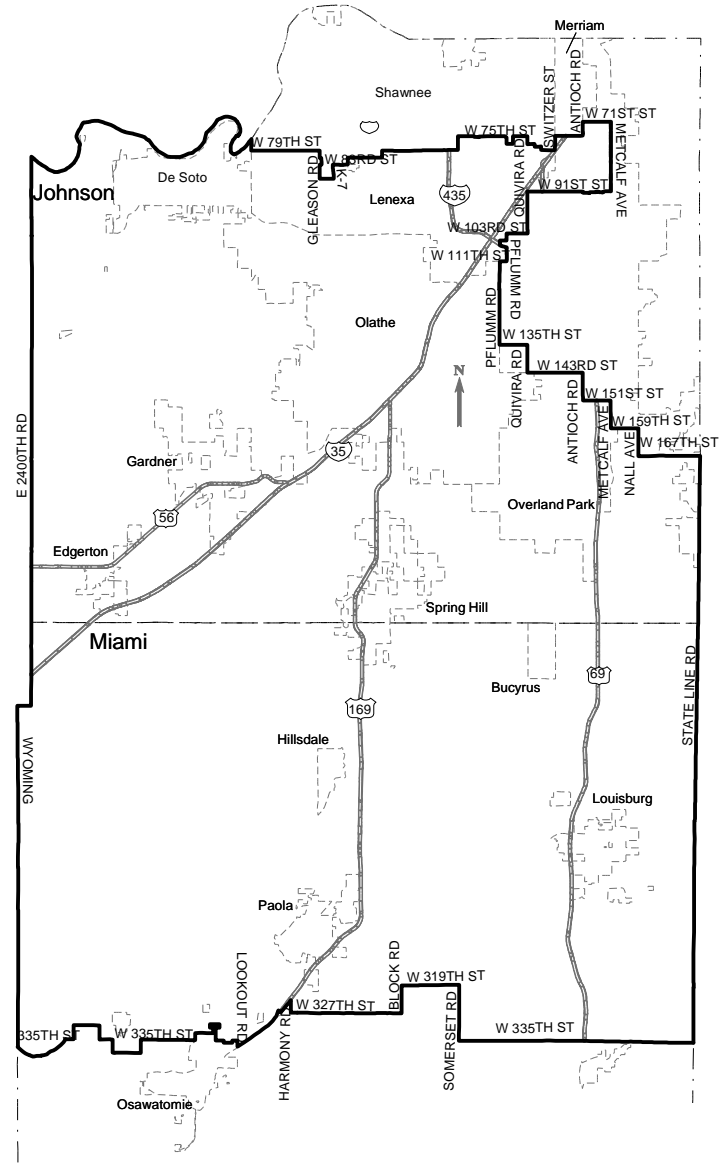 Merriam
Shawnee
SWITZER ST
ANTIOCH RD
W 71ST ST
W 79TH ST
W 75TH ST
METCALF AVE
W 83RD ST
K-7
GLEASON RD
QUIVIRA RD
De Soto
Johnson
Lenexa
435
W 91ST ST
W 103RD ST
W 111TH ST
PFLUMM RD
PFLUMM RD
Olathe
W 135TH ST
N
QUIVIRA RD
W 143RD ST
ANTIOCH RD
W 151ST ST
METCALF AVE
W 159TH ST
NALL AVE
W 167TH ST
E 2400TH RD
35
Gardner
56
Overland Park
Edgerton
Spring Hill
Miami
STATE LINE RD
69
Bucyrus
169
WYOMING
Hillsdale
Louisburg
Paola
LOOKOUT RD
BLOCK RD
W 319TH ST
W 327TH ST
SOMERSET RD
HARMONY RD
335TH ST
W 335TH ST
W 335TH ST
Osawatomie